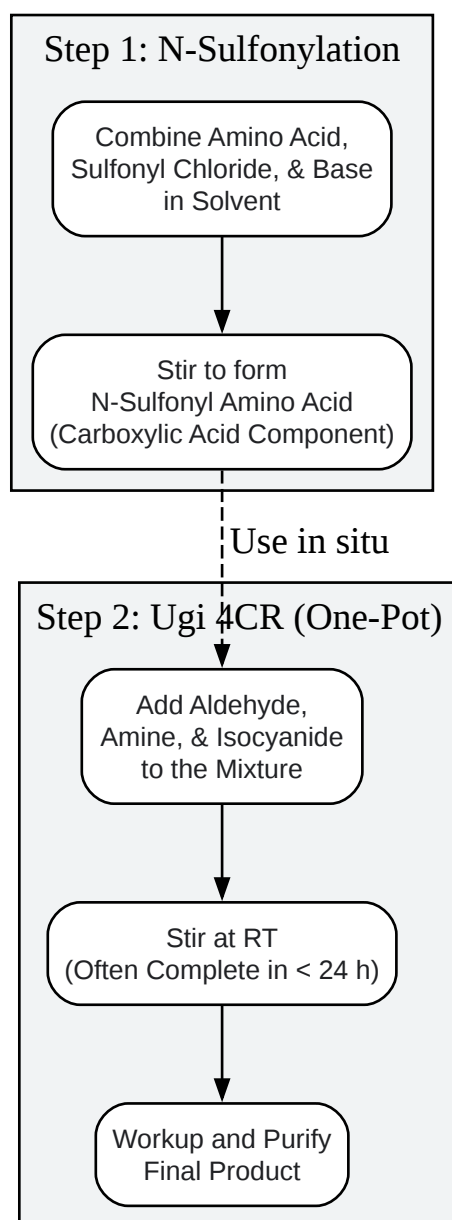 Step 1: N-Sulfonylation
Combine Amino Acid,
Sulfonyl Chloride, & Base
in Solvent
Stir to form
N-Sulfonyl Amino Acid
(Carboxylic Acid Component)
Use in situ
Step 2: Ugi 4CR (One-Pot)
Add Aldehyde,
Amine, & Isocyanide
to the Mixture
Stir at RT
(Often Complete in < 24 h)
Workup and Purify
Final Product